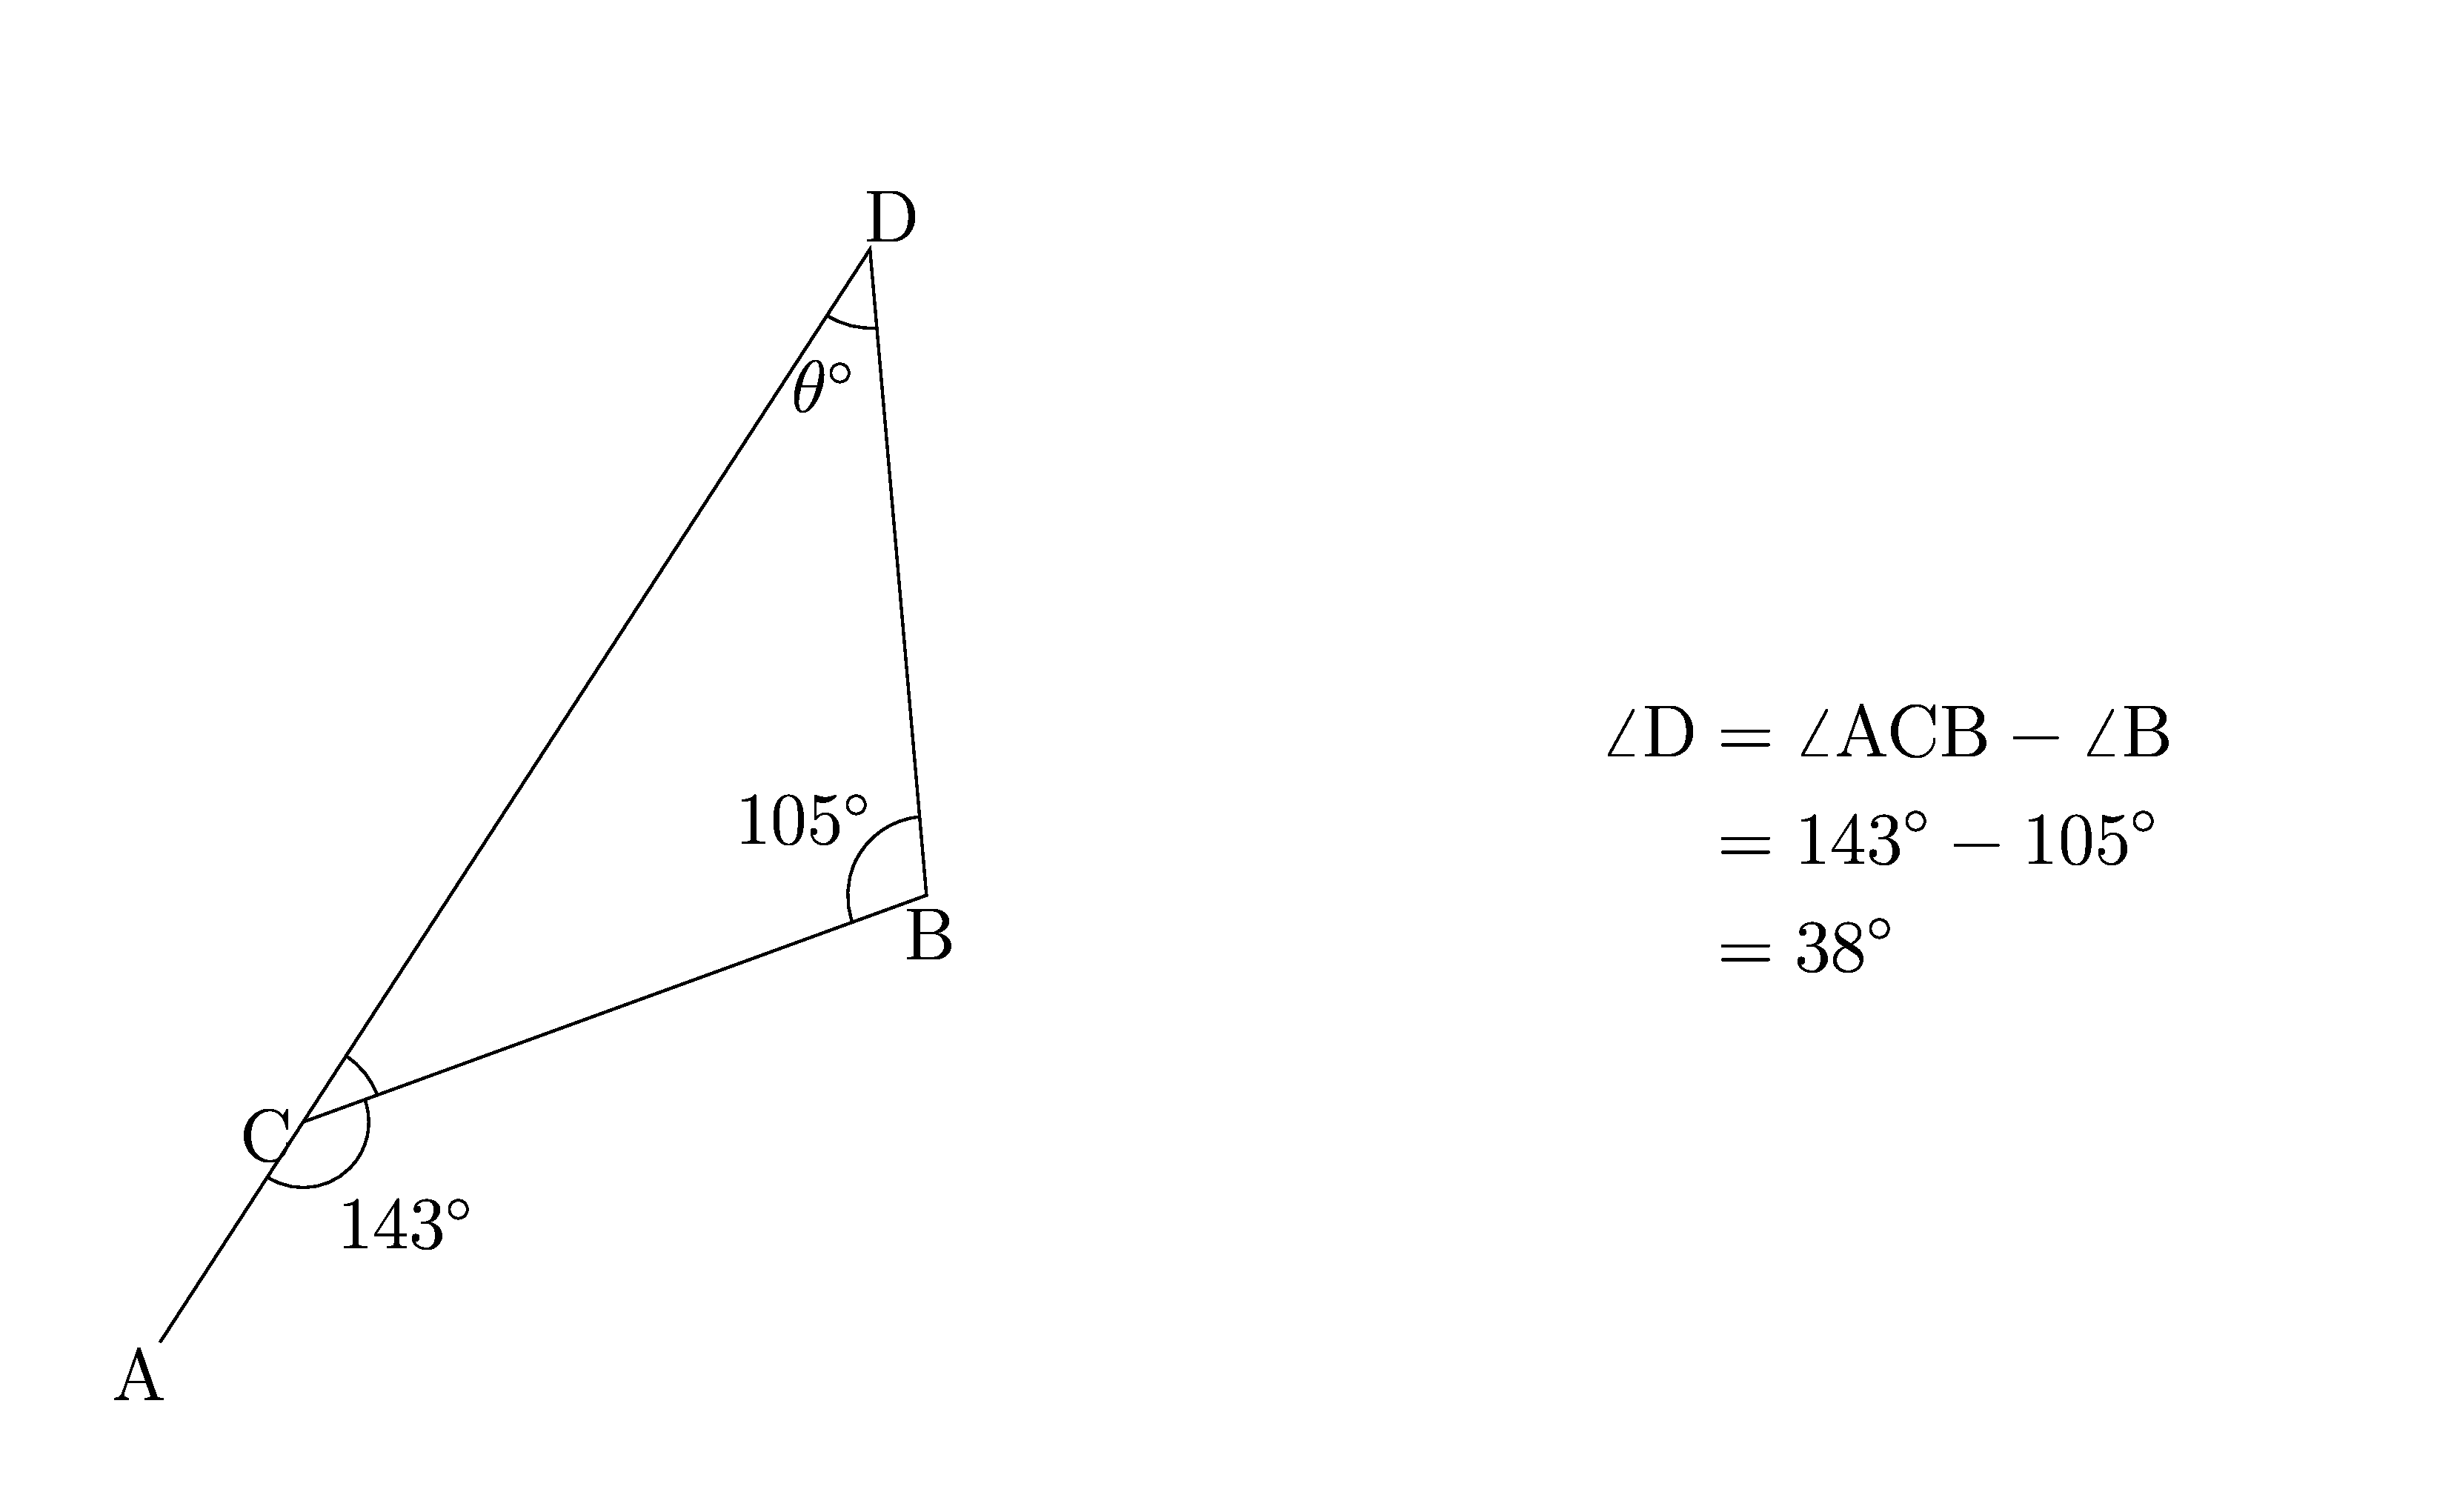 D
θ°
105°
B
C
143°
A
∠D = ∠ACB − ∠B
= 143° − 105°
= 38°